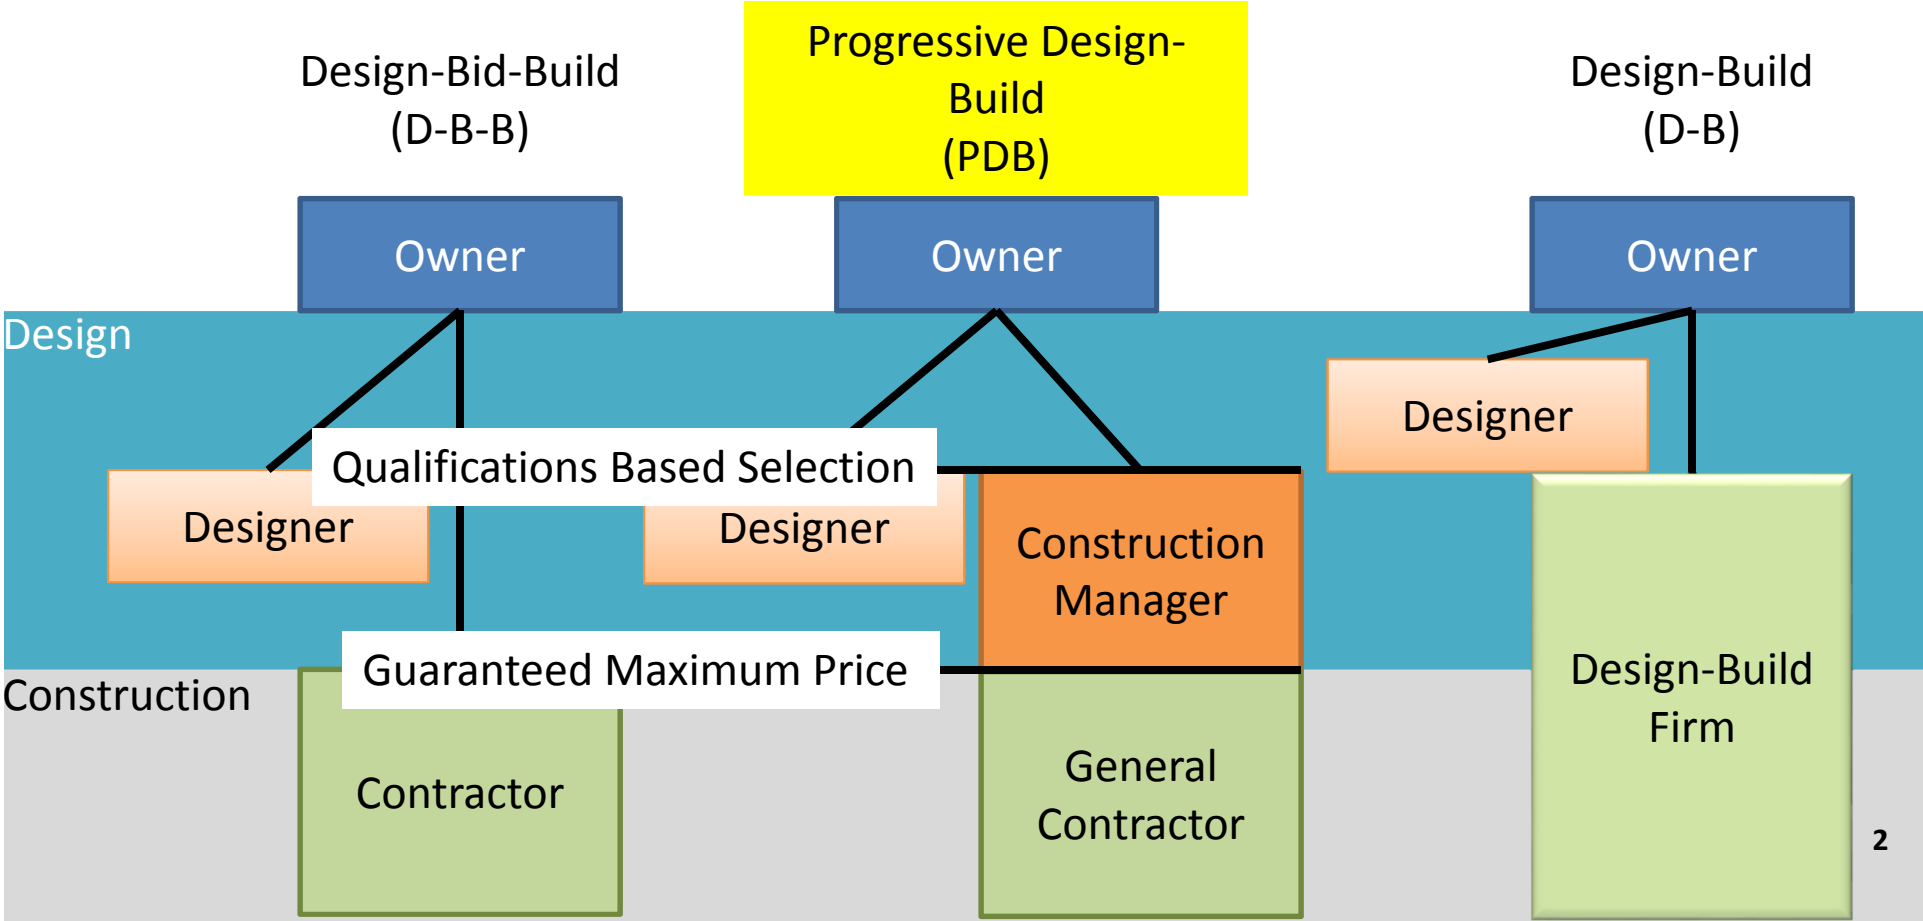 Design-Bid-Build
(D-B-B)
Progressive Design-
Build
(PDB)
Design-Build
(D-B)
Owner
Owner
Owner
Design
Designer
Qualifications Based Selection
Designer
Designer
Construction
Manager
Guaranteed Maximum Price
Construction
Contractor
General
Contractor
Design-Build
Firm
2